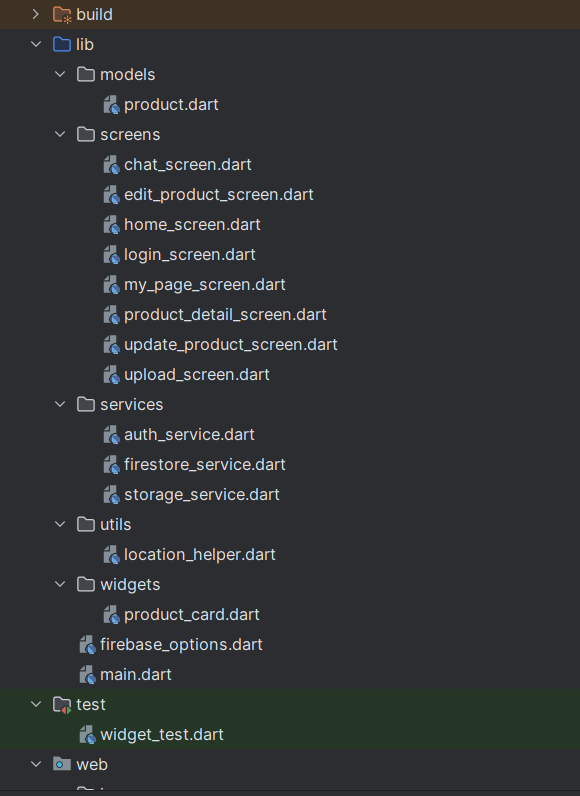 build
lib
models
product.dart
screens
chat_screen.dart
edit_product_screen.dart
home_screen.dart
login_screen.dart
my_page_screen.dart
product_detail_screen.dart
update_product_screen.dart
upload_screen.dart
services
auth_service.dart
firestore_service.dart
storage_service.dart
utils
location_helper.dart
widgets
product_card.dart
firebase_options.dart
main.dart
test
widget_test.dart
web